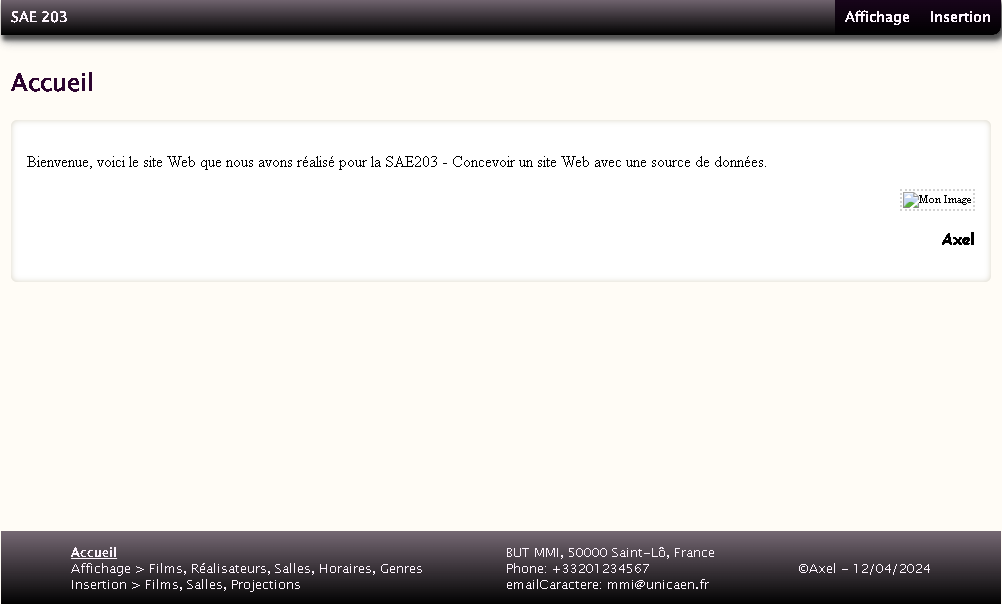 SAE 203 Affichage Insertion
Accueil
Bienvenue, voici le site Web que nous avons réalisé pour la SAE203 - Concevoir un site Web avec une source de données.
Mon Image
Axel
Accueil
Affichage > Films, Réalisateurs, Salles, Horaires, Genres
Insertion > Films, Salles, Projections
BUT MMI, 50000 Saint-Lô, France
Phone: +33201234567
emailCaractere: mmi@unicaen.fr
©Axel - 12/04/2024